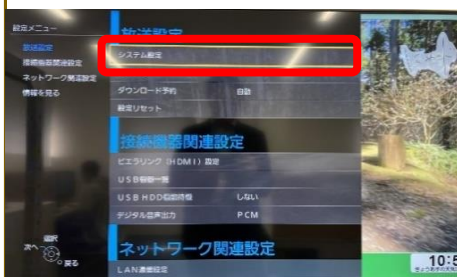 設定メニュー
放送設定
接続機器関連設定
ネットワーク関連設定
情報を見る
放送設定
システム設定
ダウンロード予約 自動
設定リセット
接続機器関連設定
ビエラリンク(HDMI)設定
USB機器一覧
USB HDD録画待機 しない
デジタル音声出力 PCM
ネットワーク関連設定
LAN通信設定
選択
次へ
戻る
10:5